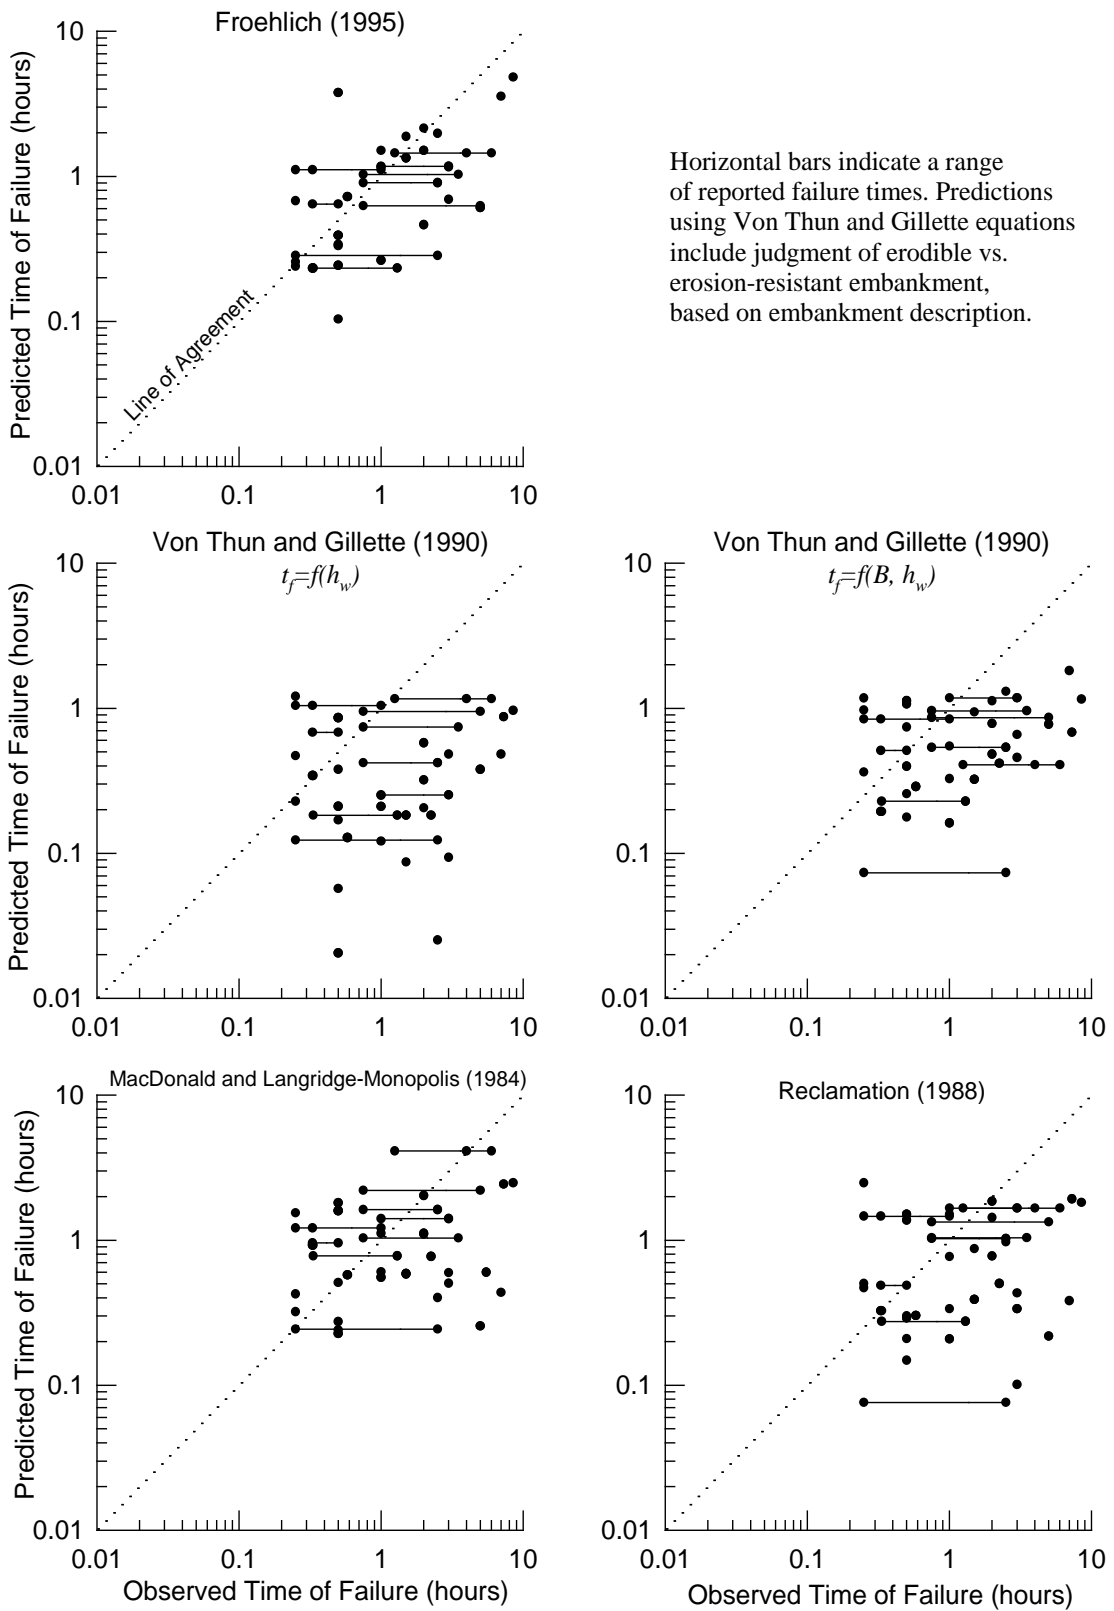 Froehlich (1995)
Predicted Time of Failure (hours)
10
1
0.1
0.01
Line of Agreement
0.01 0.1 1 10
Horizontal bars indicate a range
of reported failure times. Predictions
using Von Thun and Gillette equations
include judgment of erodible vs.
erosion-resistant embankment,
based on embankment description.
Von Thun and Gillette (1990)
t_f=f(h_w)
Predicted Time of Failure (hours)
10
1
0.1
0.01
0.01 0.1 1 10
Von Thun and Gillette (1990)
t_f=f(B, h_w)
10
1
0.1
0.01
0.01 0.1 1 10
MacDonald and Langridge-Monopolis (1984)
Predicted Time of Failure (hours)
10
1
0.1
0.01
0.01 0.1 1 10
Observed Time of Failure (hours)
Reclamation (1988)
10
1
0.1
0.01
0.01 0.1 1 10
Observed Time of Failure (hours)